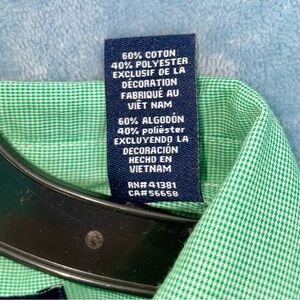 60% COTON
40% POLYESTER
EXCLUSIF DE LA
DÉCORATION
FABRIQUÉ AU
VIÊT NAM
60% ALGODÓN
40% poliéster
EXCLUYENDO LA
DECORACIÓN
HECHO EN
VIETNAM
RN#41381
CA#56658